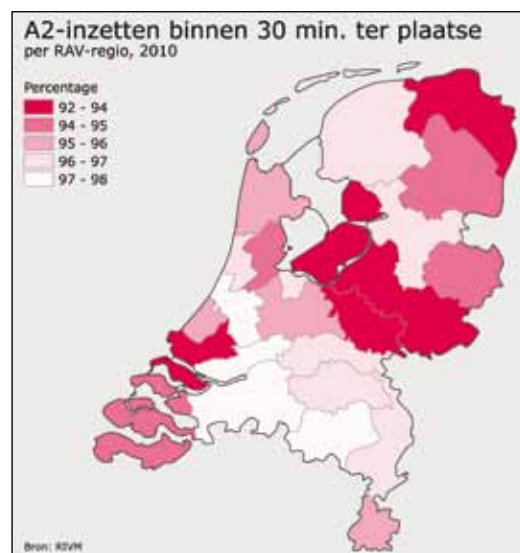 A2-inzetten binnen 30 min. ter plaatse
per RAV-regio, 2010
Percentage
92 - 94
94 - 95
95 - 96
96 - 97
97 - 98
Bron: RIVM